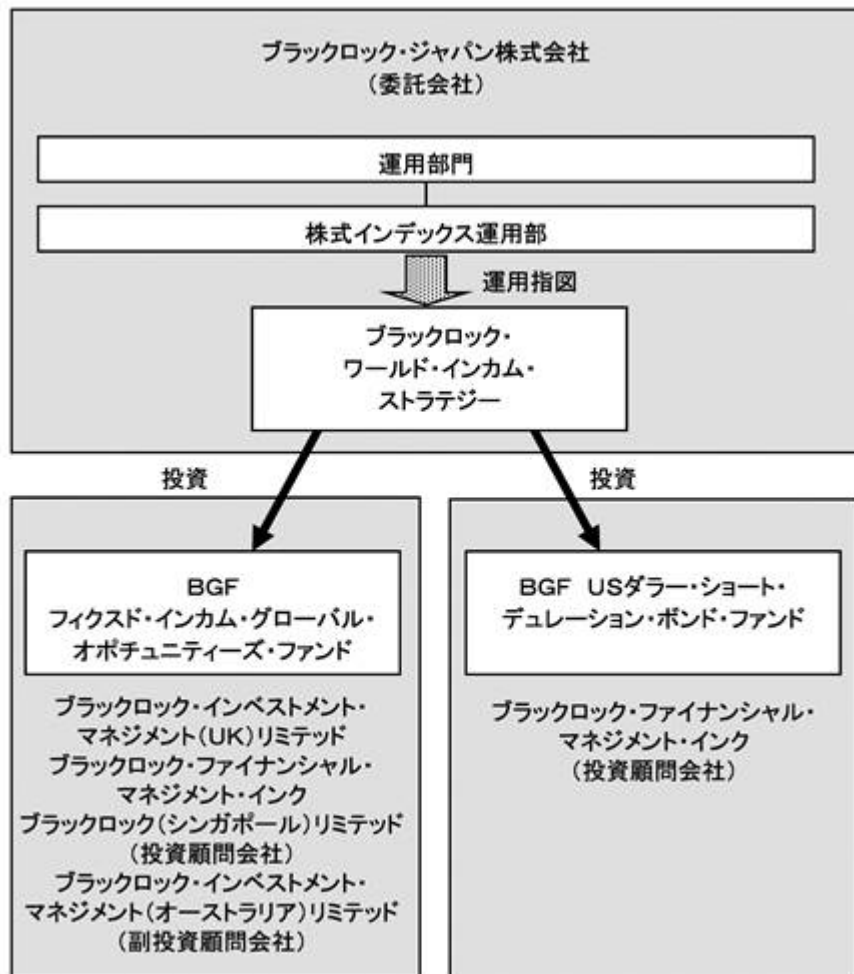 ブラックロック・ジャパン株式会社
（委託会社）
運用部門
株式インデックス運用部
運用指図
ブラックロック・
ワールド・インカム・
ストラテジー
投資
投資
BGF
フィクスド・インカム・グローバル・
オポチュニティーズ・ファンド
ブラックロック・インベストメント・
マネジメント（UK）リミテッド
ブラックロック・ファイナンシャル・
マネジメント・インク
ブラックロック（シンガポール）リミテッド
（投資顧問会社）
ブラックロック・インベストメント・
マネジメント（オーストラリア）リミテッド
（副投資顧問会社）
BGF USダラー・ショート・
デュレーション・ボンド・ファンド
ブラックロック・ファイナンシャル・
マネジメント・インク
（投資顧問会社）